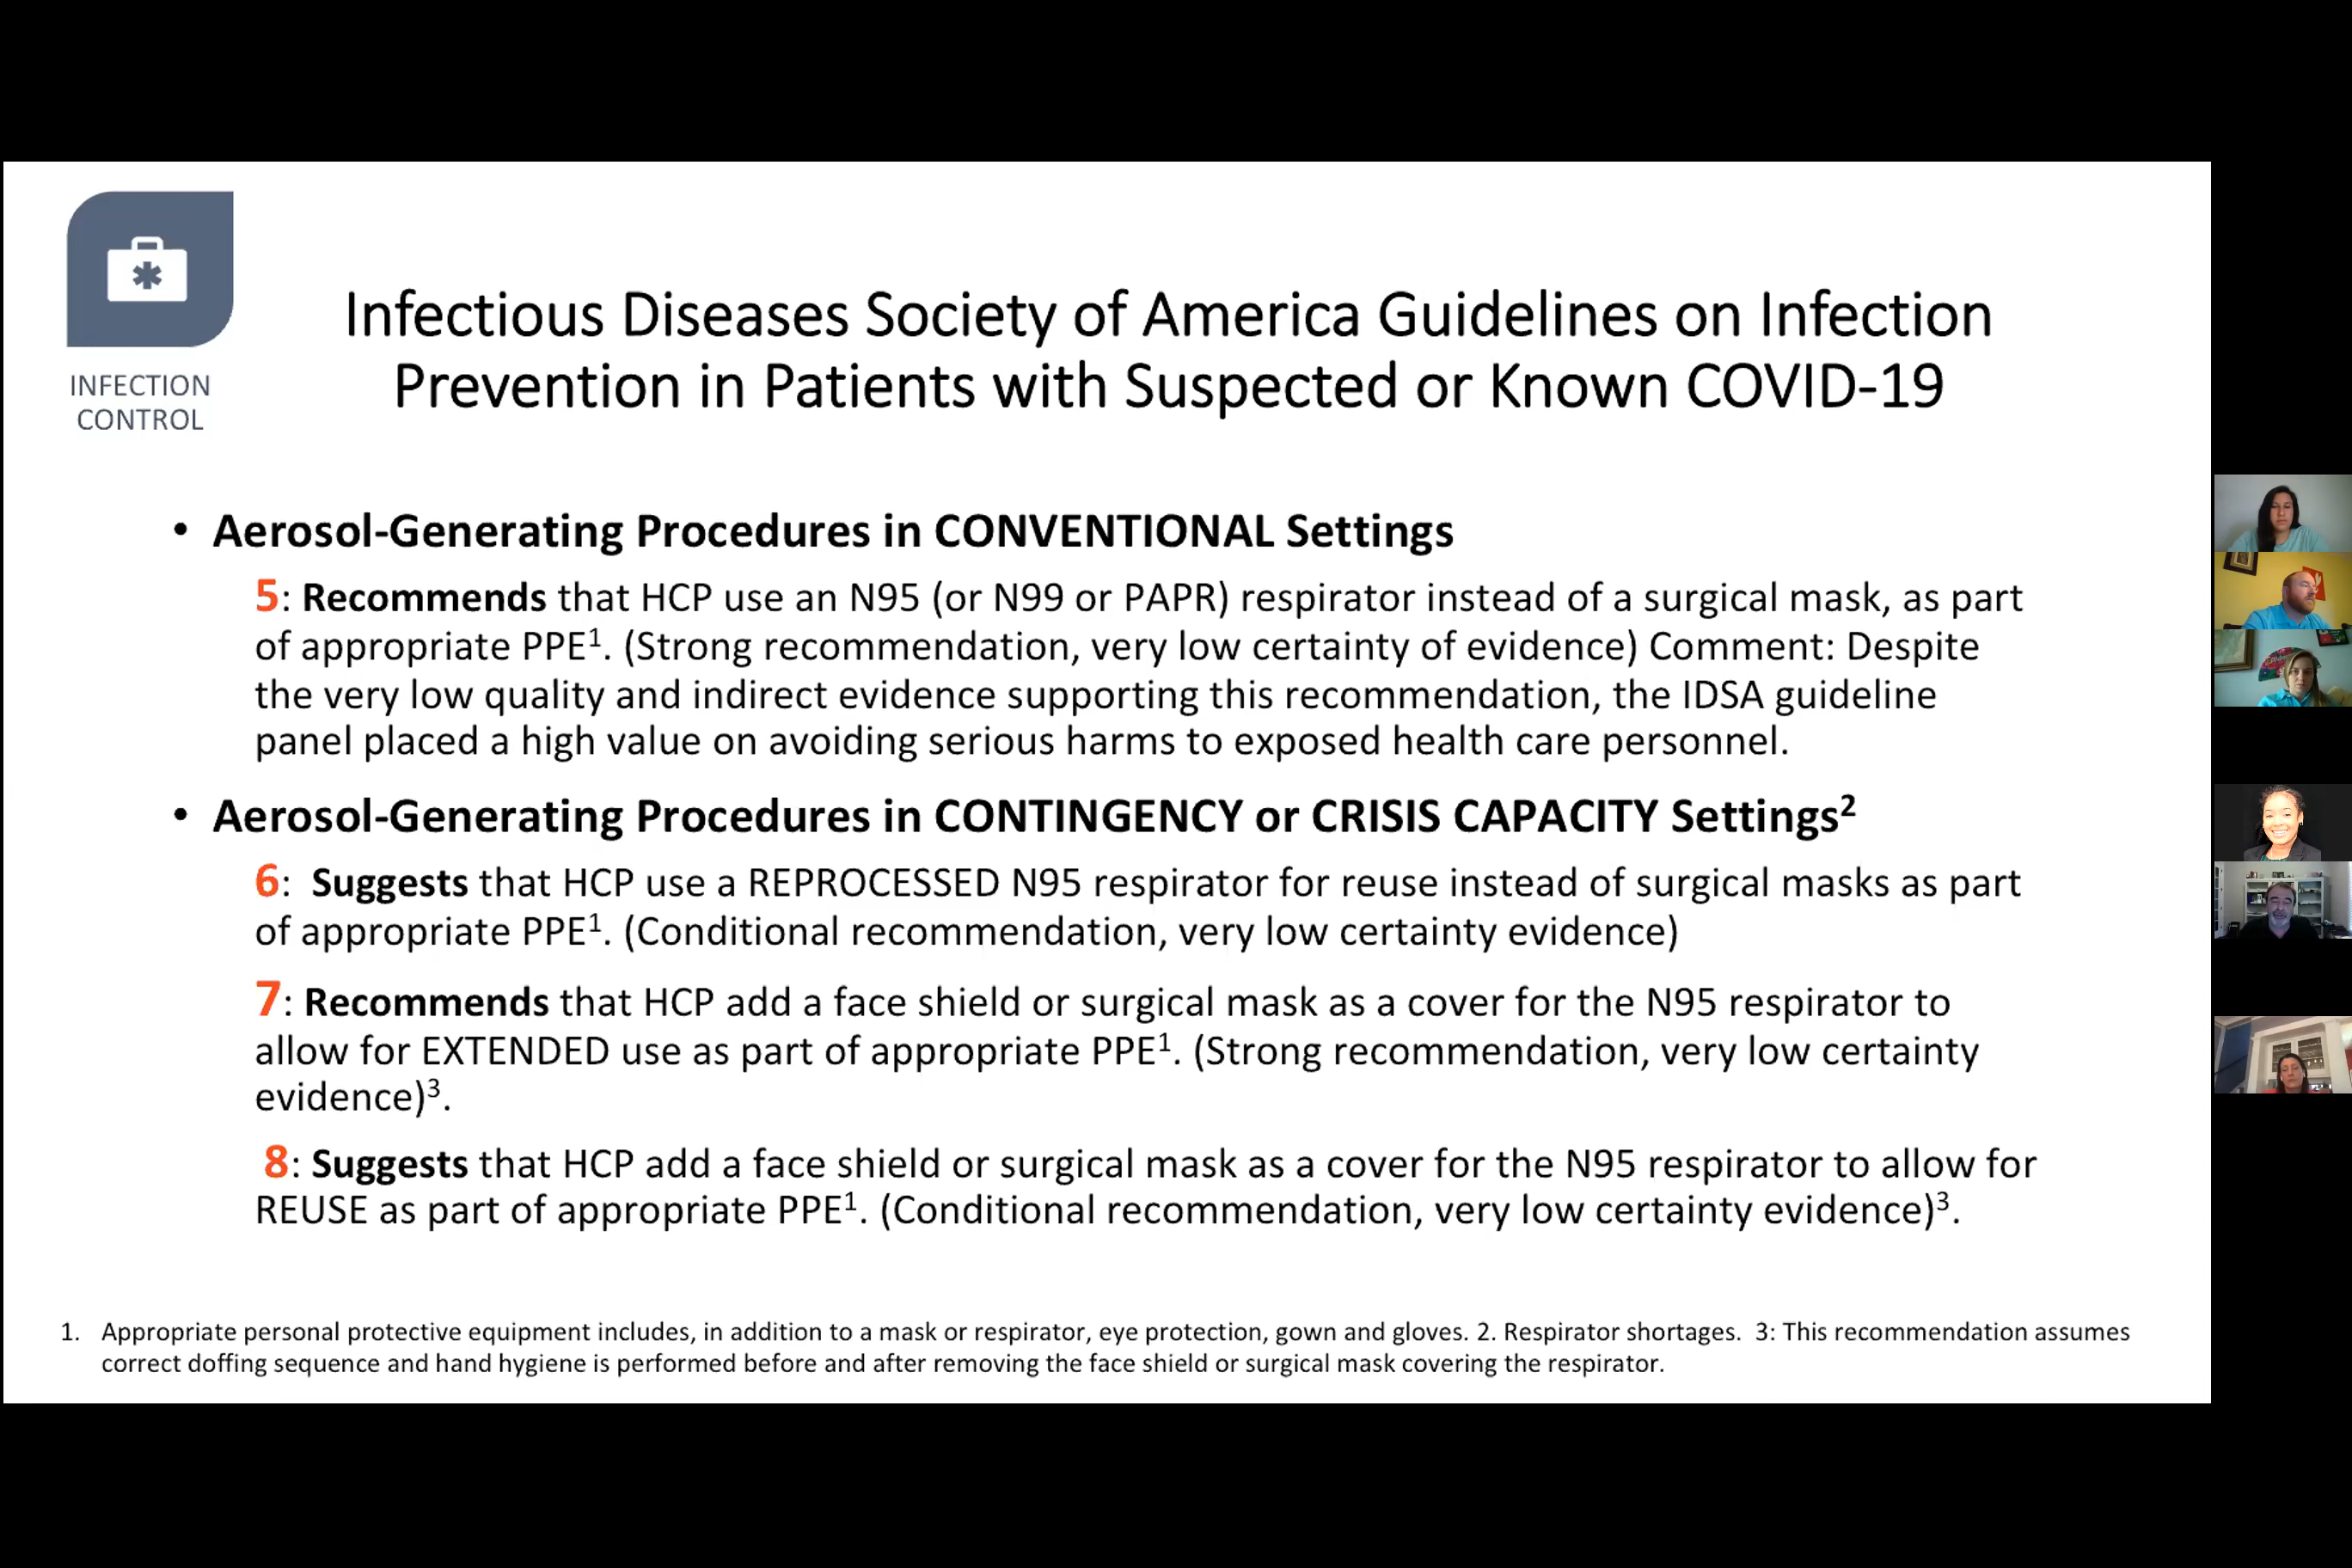 INFECTION
CONTROL
Infectious Diseases Society of America Guidelines on Infection
Prevention in Patients with Suspected or Known COVID-19
• Aerosol-Generating Procedures in CONVENTIONAL Settings
5: Recommends that HCP use an N95 (or N99 or PAPR) respirator instead of a surgical mask, as part
of appropriate PPE¹. (Strong recommendation, very low certainty of evidence) Comment: Despite
the very low quality and indirect evidence supporting this recommendation, the IDSA guideline
panel placed a high value on avoiding serious harms to exposed health care personnel.
• Aerosol-Generating Procedures in CONTINGENCY or CRISIS CAPACITY Settings²
6: Suggests that HCP use a REPROCESSED N95 respirator for reuse instead of surgical masks as part
of appropriate PPE¹. (Conditional recommendation, very low certainty evidence)
7: Recommends that HCP add a face shield or surgical mask as a cover for the N95 respirator to
allow for EXTENDED use as part of appropriate PPE¹. (Strong recommendation, very low certainty
evidence)³.
8: Suggests that HCP add a face shield or surgical mask as a cover for the N95 respirator to allow for
REUSE as part of appropriate PPE¹. (Conditional recommendation, very low certainty evidence)³.
1. Appropriate personal protective equipment includes, in addition to a mask or respirator, eye protection, gown and gloves. 2. Respirator shortages. 3: This recommendation assumes
correct doffing sequence and hand hygiene is performed before and after removing the face shield or surgical mask covering the respirator.